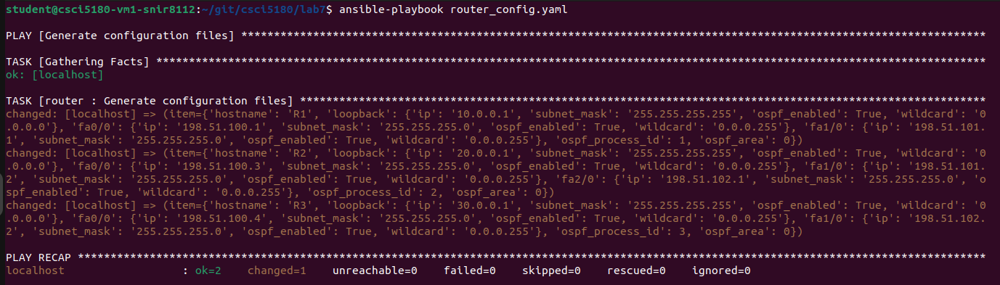 student@csci5180-vm1-snir8112:~/git/csci5180/lab7$ ansible-playbook router_config.yaml
PLAY [Generate configuration files] ******************************************************************************************************************
TASK [Gathering Facts] *******************************************************************************************************************************
ok: [localhost]
TASK [router : Generate configuration files] *********************************************************************************************************
changed: [localhost] => (item={'hostname': 'R1', 'loopback': {'ip': '10.0.0.1', 'subnet_mask': '255.255.255.255', 'ospf_enabled': True, 'wildcard': '0
.0.0.0'}, 'fa0/0': {'ip': '198.51.100.1', 'subnet_mask': '255.255.255.0', 'ospf_enabled': True, 'wildcard': '0.0.0.255'}, 'fa1/0': {'ip': '198.51.101.
1', 'subnet_mask': '255.255.255.0', 'ospf_enabled': True, 'wildcard': '0.0.0.255'}, 'ospf_process_id': 1, 'ospf_area': 0})
changed: [localhost] => (item={'hostname': 'R2', 'loopback': {'ip': '20.0.0.1', 'subnet_mask': '255.255.255.255', 'ospf_enabled': True, 'wildcard': '0
.0.0.0'}, 'fa0/0': {'ip': '198.51.100.3', 'subnet_mask': '255.255.255.0', 'ospf_enabled': True, 'wildcard': '0.0.0.255'}, 'fa1/0': {'ip': '198.51.101.
2', 'subnet_mask': '255.255.255.0', 'ospf_enabled': True, 'wildcard': '0.0.0.255'}, 'fa2/0': {'ip': '198.51.102.1', 'subnet_mask': '255.255.255.0', 'o
spf_enabled': True, 'wildcard': '0.0.0.255'}, 'ospf_process_id': 2, 'ospf_area': 0})
changed: [localhost] => (item={'hostname': 'R3', 'loopback': {'ip': '30.0.0.1', 'subnet_mask': '255.255.255.255', 'ospf_enabled': True, 'wildcard': '0
.0.0.0'}, 'fa0/0': {'ip': '198.51.100.4', 'subnet_mask': '255.255.255.0', 'ospf_enabled': True, 'wildcard': '0.0.0.255'}, 'fa1/0': {'ip': '198.51.102.
2', 'subnet_mask': '255.255.255.0', 'ospf_enabled': True, 'wildcard': '0.0.0.255'}, 'ospf_process_id': 3, 'ospf_area': 0})
PLAY RECAP *******************************************************************************************************************************************
localhost                  : ok=2    changed=1    unreachable=0    failed=0    skipped=0    rescued=0    ignored=0